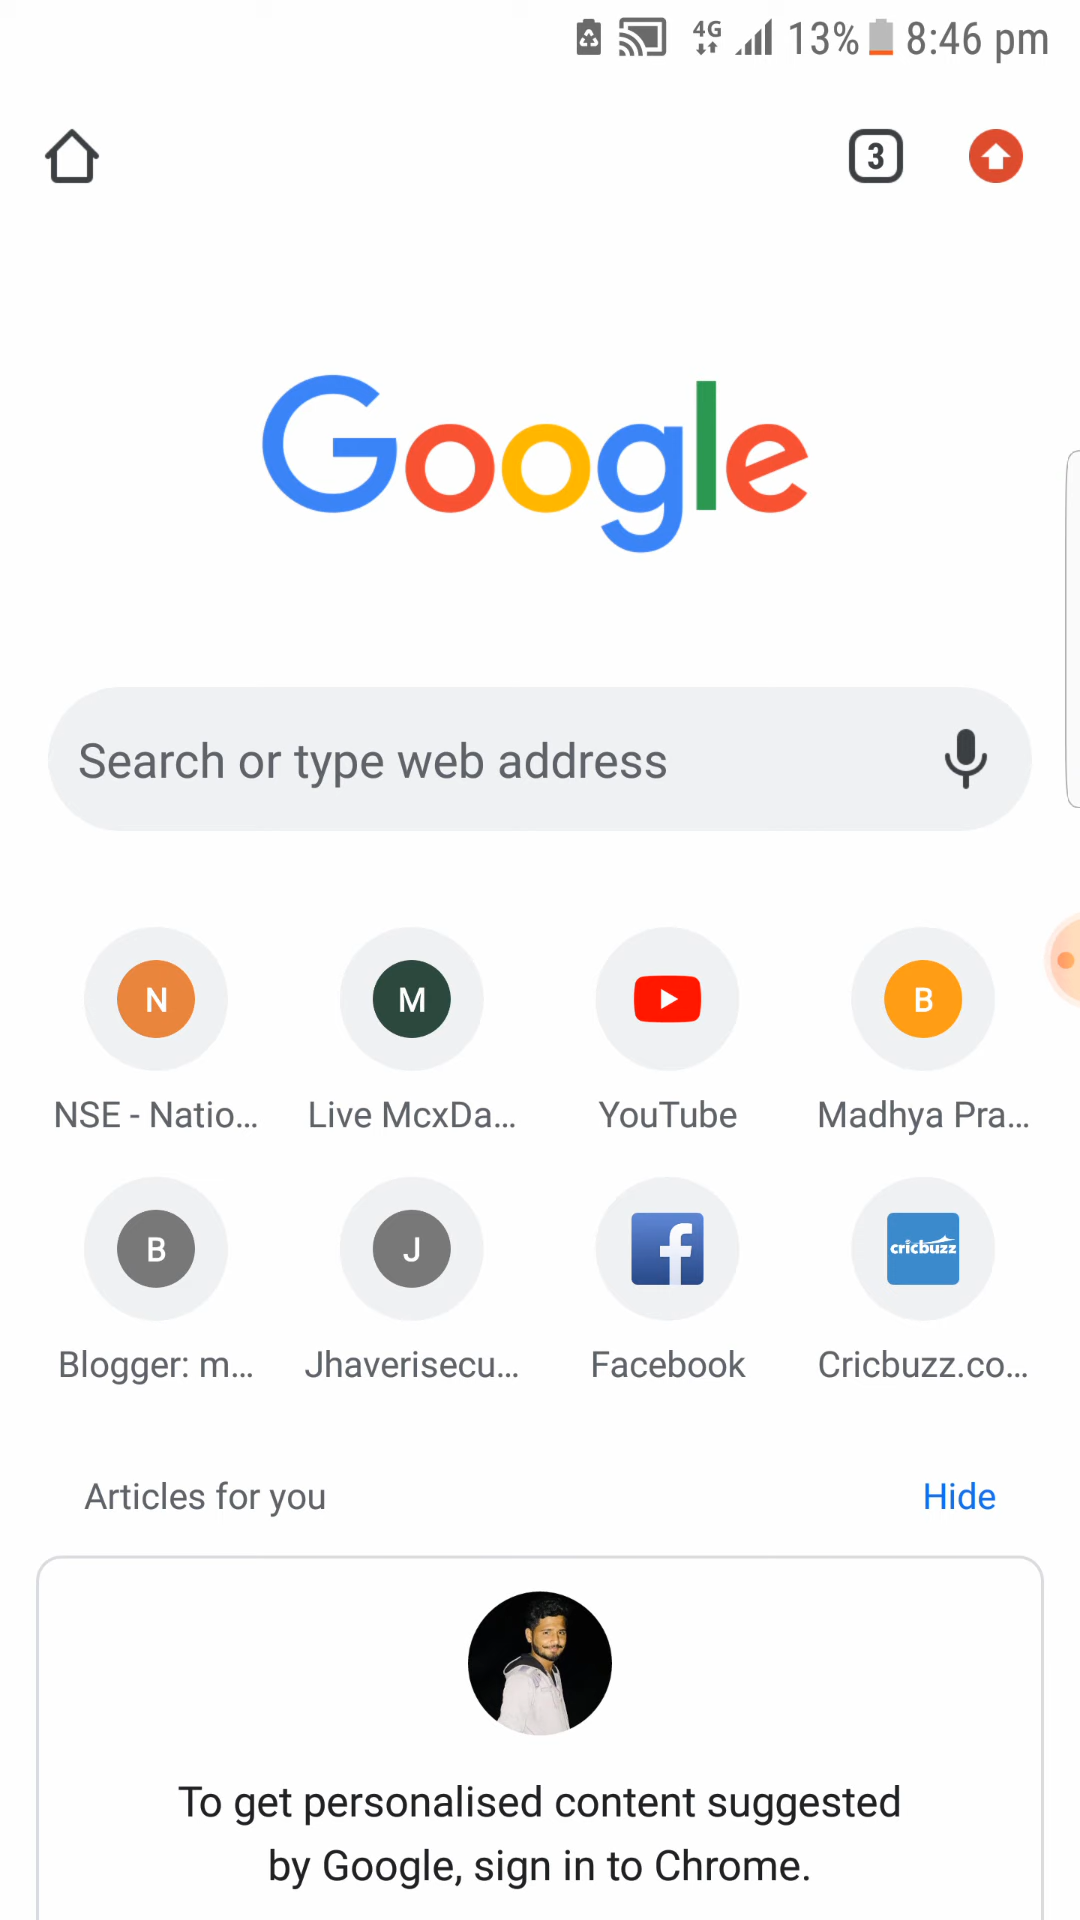 4G 13% 8:46 pm
3
Google
Search or type web address
N M B
NSE - Natio... Live McxDa... YouTube Madhya Pra...
B J f cricbuzz
Blogger: m... Jhaverisecu... Facebook Cricbuzz.co...
Articles for you Hide
To get personalised content suggested
by Google, sign in to Chrome.